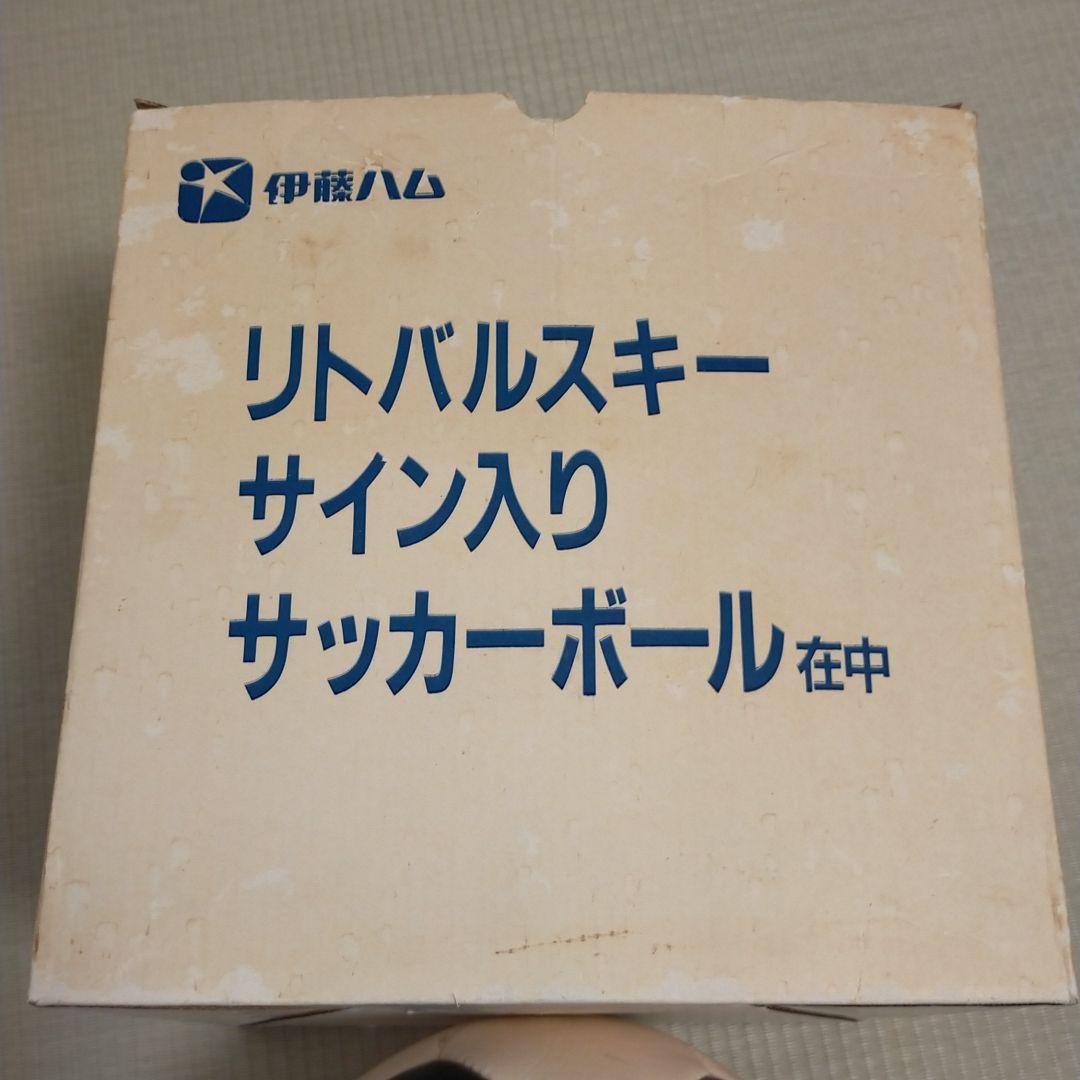 伊藤ハム
リトバルスキー
サイン入り
サッカーボール在中